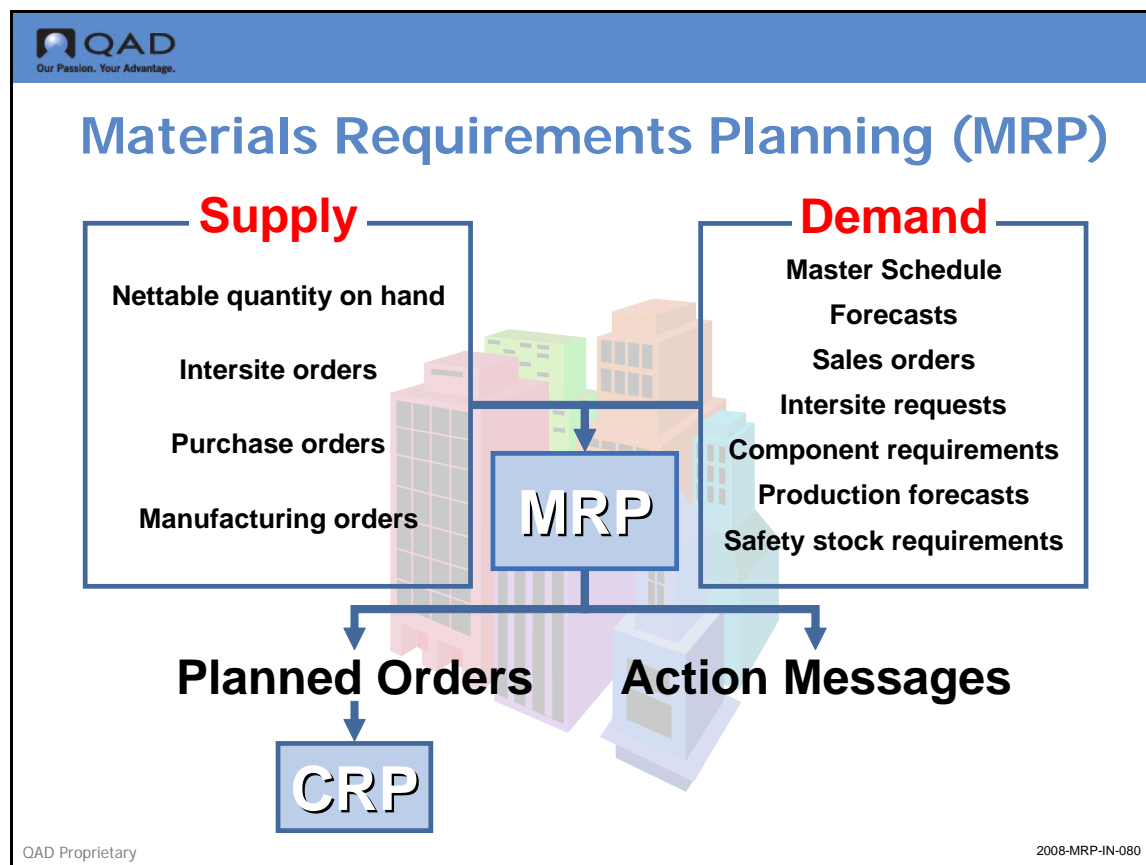 QAD
Our Passion. Your Advantage.
Materials Requirements Planning (MRP)
Supply
Nettable quantity on hand
Intersite orders
Purchase orders
Manufacturing orders
Demand
Master Schedule
Forecasts
Sales orders
Intersite requests
Component requirements
Production forecasts
Safety stock requirements
MRP
Planned Orders
Action Messages
CRP
QAD Proprietary
2008-MRP-IN-080